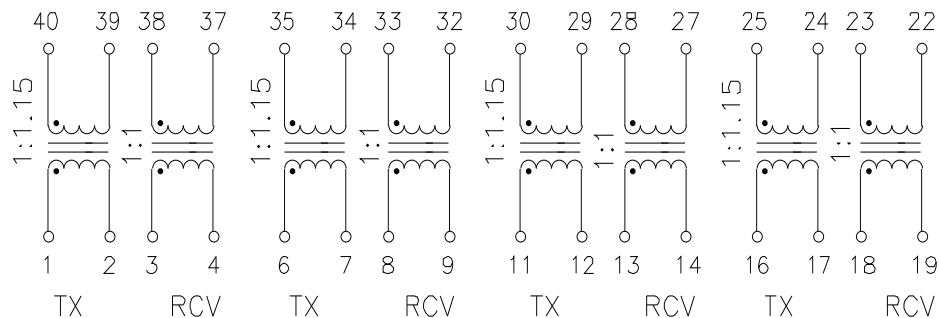 40 39 38 37 35 34 33 32 30 29 28 27 25 24 23 22
1:1.15 1:1 1:1.15 1:1 1:1.15 1:1 1:1.15 1:1
1 2 3 4 6 7 8 9 11 12 13 14 16 17 18 19
TX RCV TX RCV TX RCV TX RCV